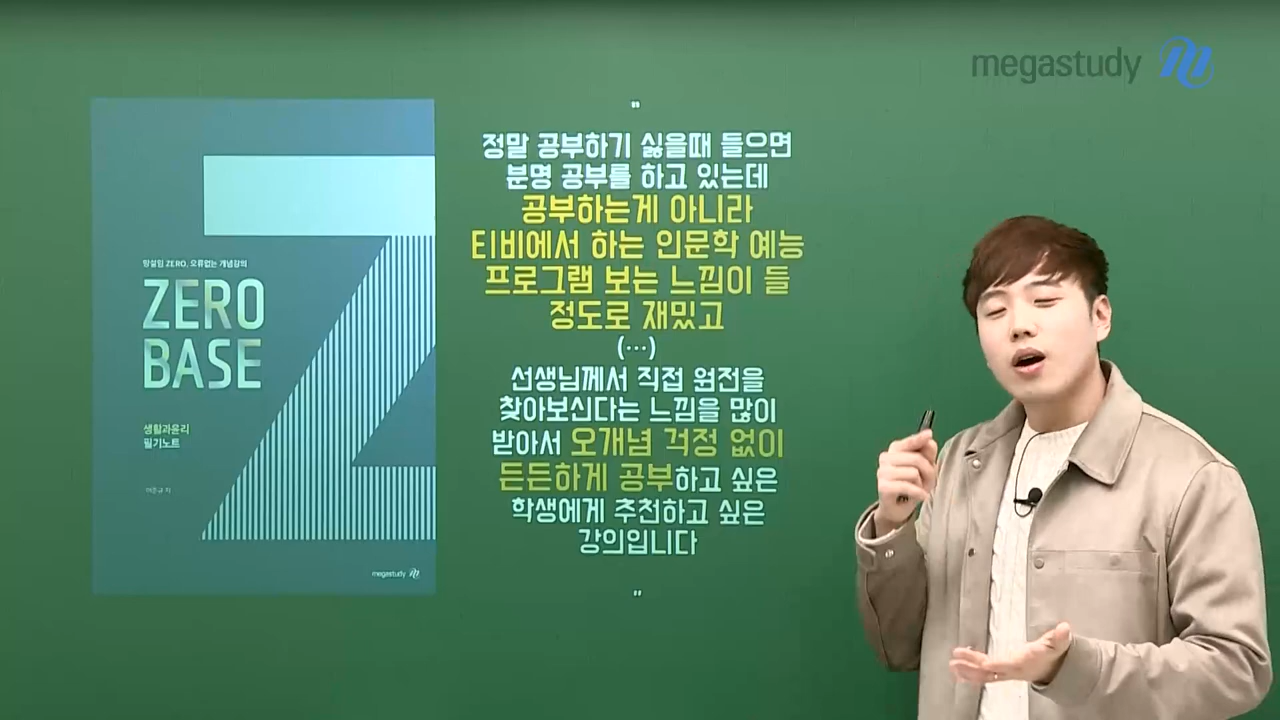 megastudy
망설임 ZERO, 오류없는 개념강의
ZERO
BASE
생활과윤리
필기노트
megastudy
"
정말 공부하기 싫을때 들으면
분명 공부를 하고 있는데
공부하는게 아니라
티비에서 하는 인문학 예능
프로그램 보는 느낌이 들
정도로 재밌고
(…)
선생님께서 직접 원전을
찾아보신다는 느낌을 많이
받아서 오개념 걱정 없이
든든하게 공부하고 싶은
학생에게 추천하고 싶은
강의입니다
"